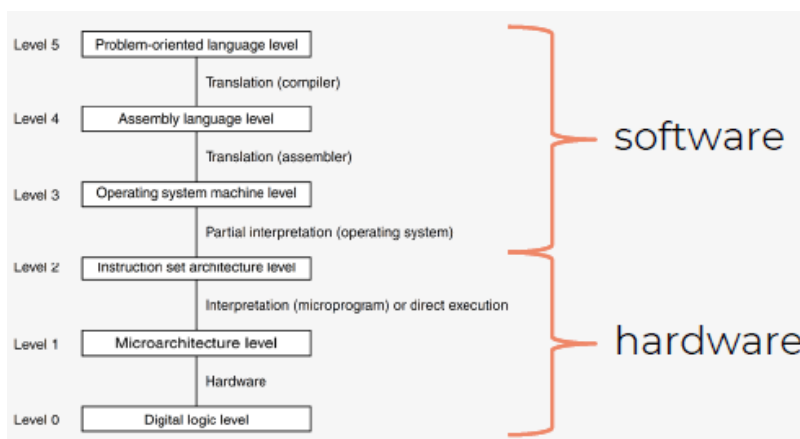 Level 5 Problem-oriented language level
Translation (compiler)
Level 4 Assembly language level
Translation (assembler)
software
Level 3 Operating system machine level
Partial interpretation (operating system)
Level 2 Instruction set architecture level
Interpretation (microprogram) or direct execution
Level 1 Microarchitecture level
hardware
Hardware
Level 0 Digital logic level